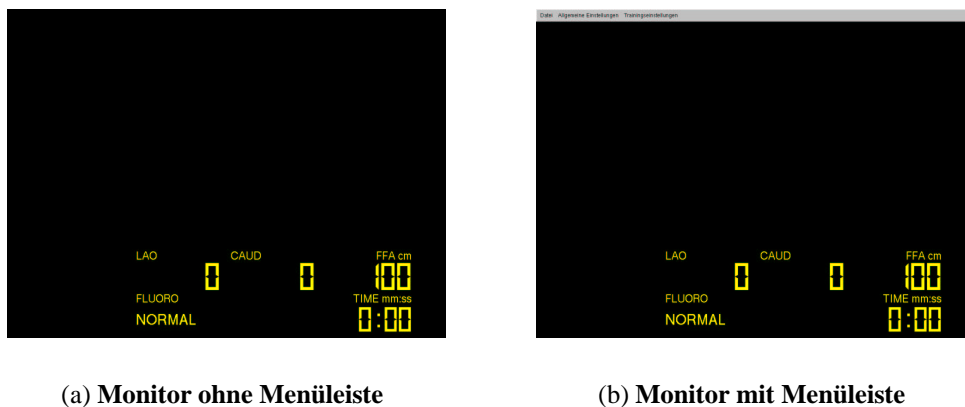 LAO CAUD FFA cm
0 0 100
FLUORO TIME mm:ss
NORMAL 0:00
(a) Monitor ohne Menüleiste
Datei Allgemeine Einstellungen Trainingseinstellungen
LAO CAUD FFA cm
0 0 100
FLUORO TIME mm:ss
NORMAL 0:00
(b) Monitor mit Menüleiste